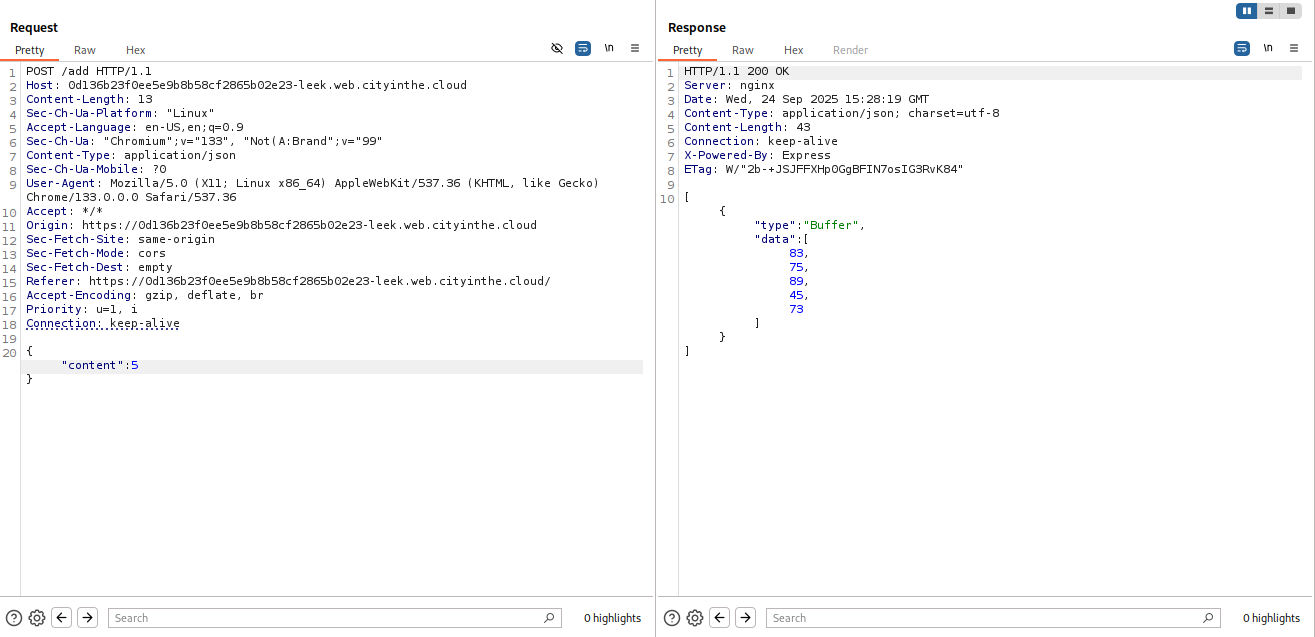 Request
Pretty Raw Hex
\n
1 POST /add HTTP/1.1
2 Host: 0d136b23f0ee5e9b8b58cf2865b02e23-leek.web.cityinthe.cloud
3 Content-Length: 13
4 Sec-Ch-Ua-Platform: "Linux"
5 Accept-Language: en-US,en;q=0.9
6 Sec-Ch-Ua: "Chromium";v="133", "Not(A:Brand";v="99"
7 Content-Type: application/json
8 Sec-Ch-Ua-Mobile: ?0
9 User-Agent: Mozilla/5.0 (X11; Linux x86_64) AppleWebKit/537.36 (KHTML, like Gecko)
Chrome/133.0.0.0 Safari/537.36
10 Accept: */*
11 Origin: https://0d136b23f0ee5e9b8b58cf2865b02e23-leek.web.cityinthe.cloud
12 Sec-Fetch-Site: same-origin
13 Sec-Fetch-Mode: cors
14 Sec-Fetch-Dest: empty
15 Referer: https://0d136b23f0ee5e9b8b58cf2865b02e23-leek.web.cityinthe.cloud/
16 Accept-Encoding: gzip, deflate, br
17 Priority: u=1, i
18 Connection: keep-alive
19
20 {
"content":5
}
Search
0 highlights
Response
Pretty Raw Hex Render
\n
1 HTTP/1.1 200 OK
2 Server: nginx
3 Date: Wed, 24 Sep 2025 15:28:19 GMT
4 Content-Type: application/json; charset=utf-8
5 Content-Length: 43
6 Connection: keep-alive
7 X-Powered-By: Express
8 ETag: W/"2b-+JSJFFXHp0GgBFIN7osIG3RvK84"
9
10 [
{
"type":"Buffer",
"data":[
83,
75,
89,
45,
73
]
}
]
Search
0 highlights